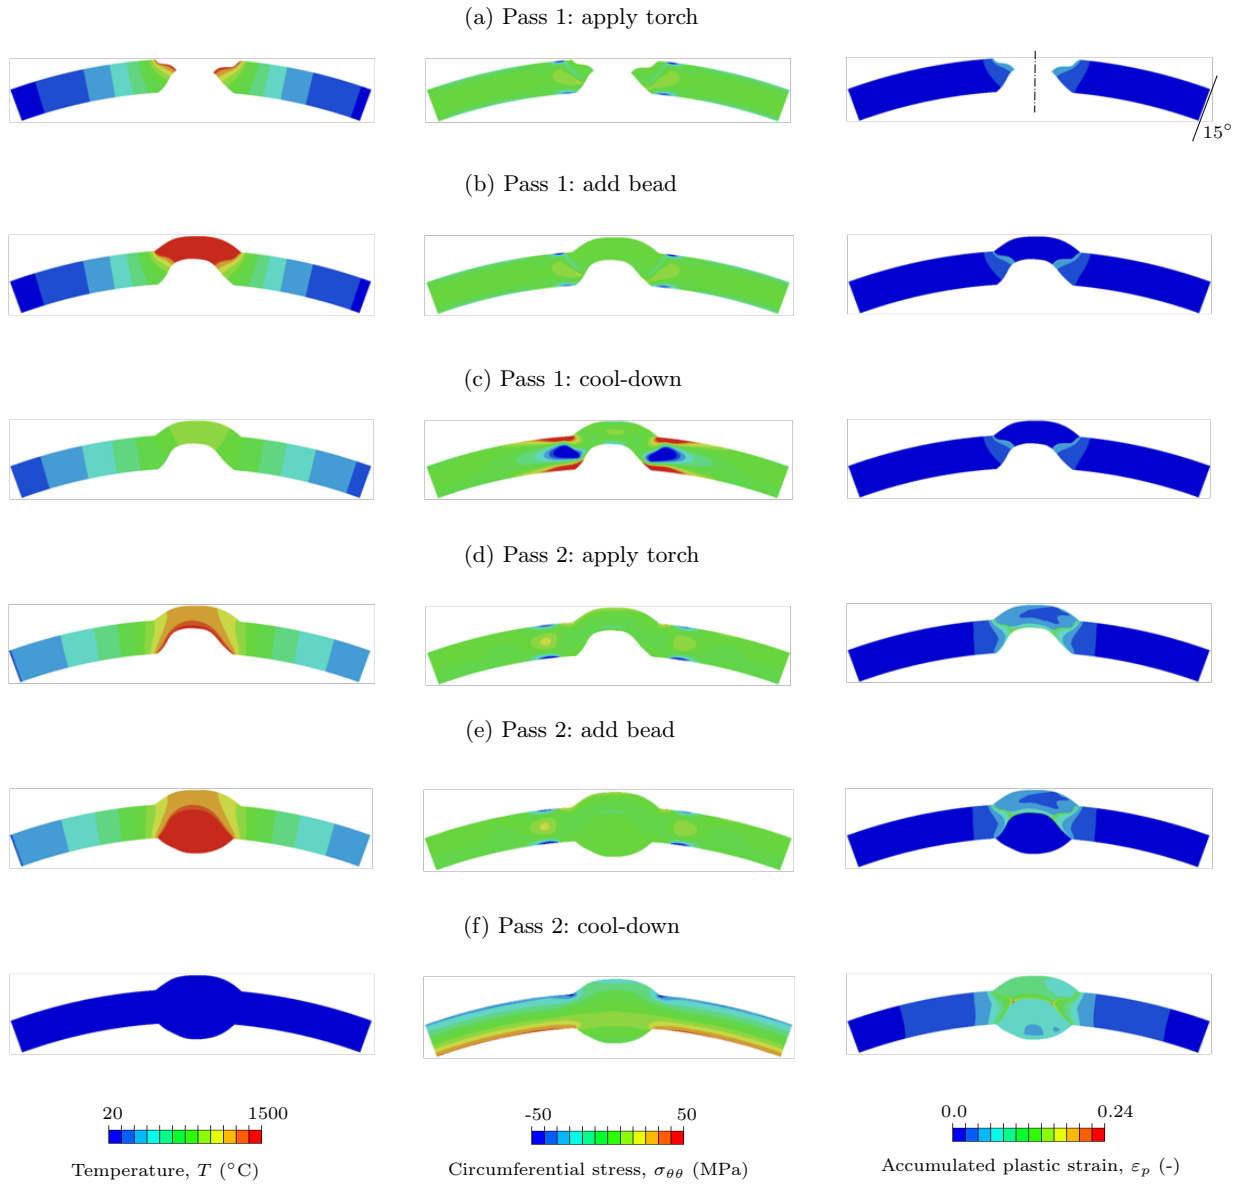 (a) Pass 1: apply torch
15°
(b) Pass 1: add bead
(c) Pass 1: cool-down
(d) Pass 2: apply torch
(e) Pass 2: add bead
(f) Pass 2: cool-down
20 1500
Temperature, T (°C)
-50 50
Circumferential stress, σθθ (MPa)
0.0 0.24
Accumulated plastic strain, εp (-)